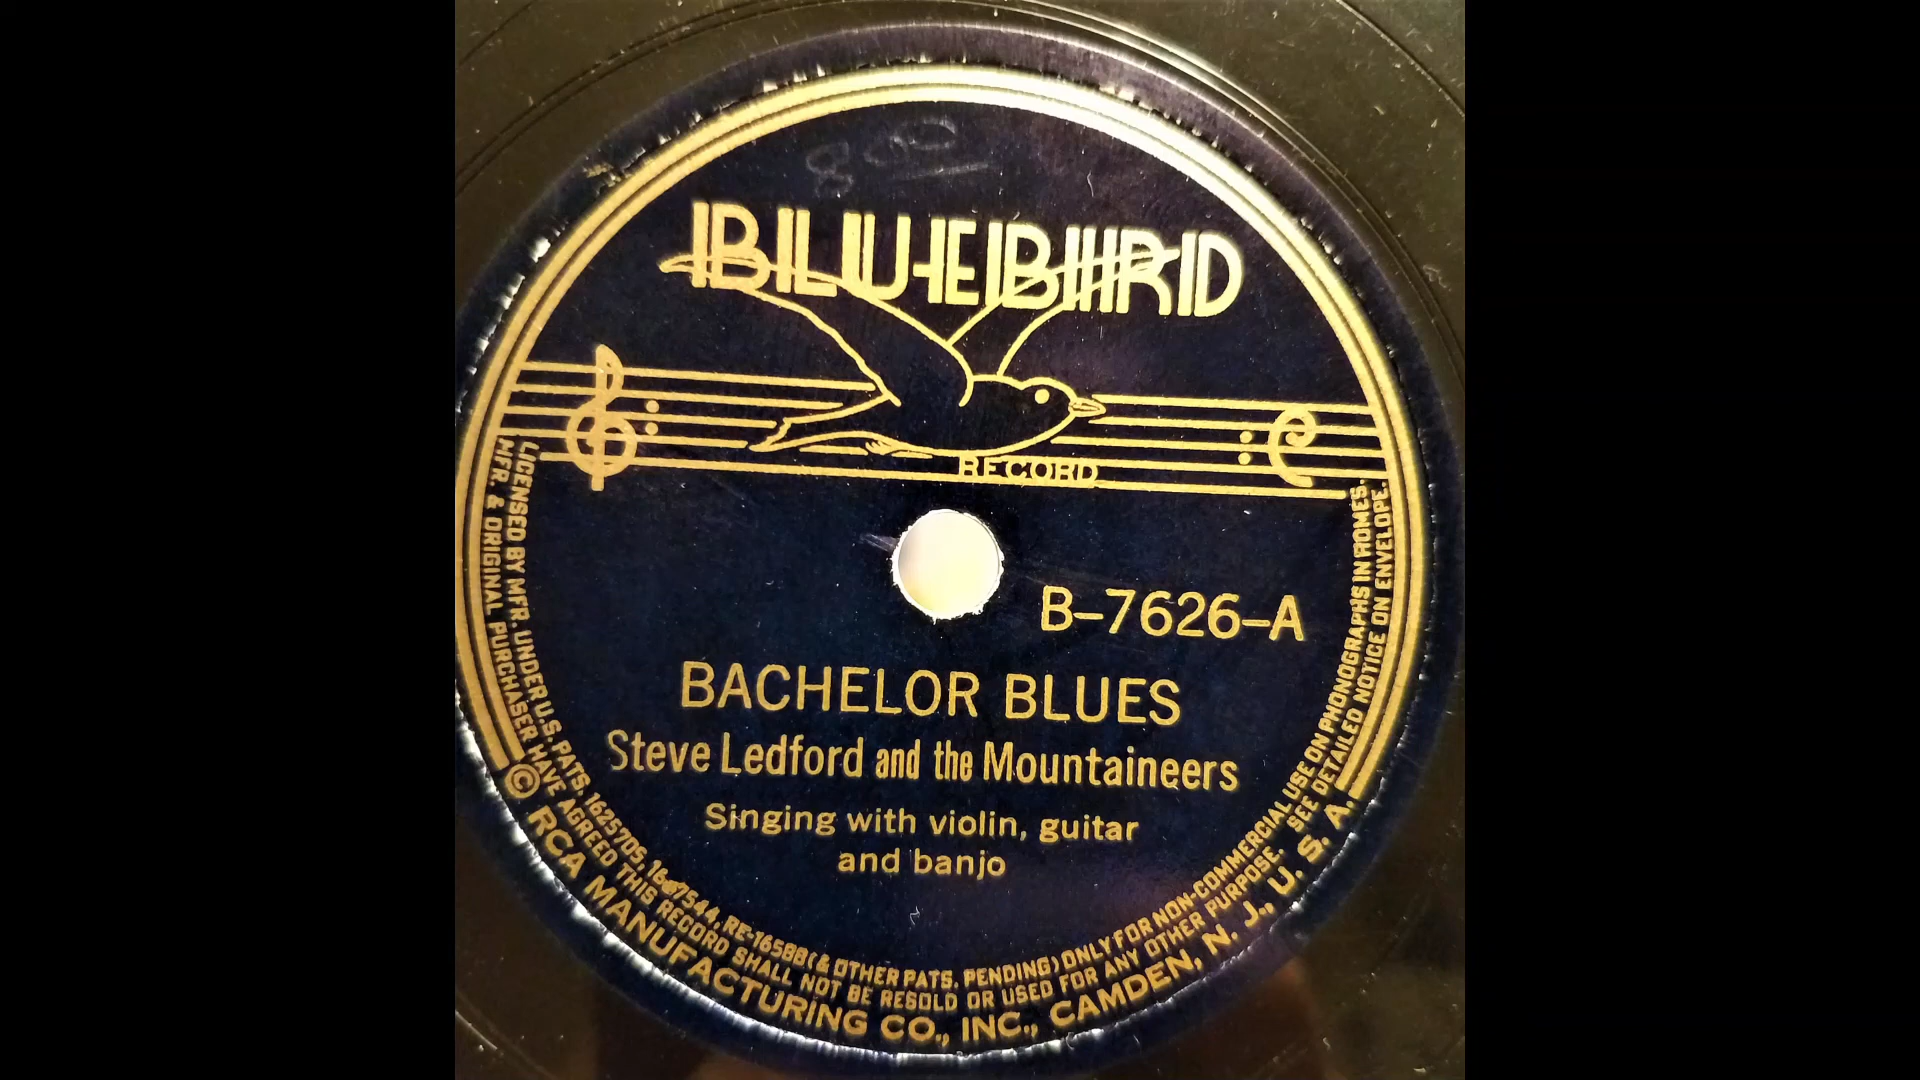 800
BLUEBIRD
RECORD
B-7626-A
BACHELOR BLUES
Steve Ledford and the Mountaineers
Singing with violin, guitar
and banjo
LICENSED BY MFR. UNDER U.S. PATS. 1625705, 544, RE-16588 (& OTHER PATS. PENDING) ONLY FOR NON-COMMERCIAL USE ON PHONOGRAPHS IN HOMES.
MFR. & ORIGINAL PURCHASER HAVE AGREED THIS RECORD SHALL NOT BE RESOLD OR USED FOR ANY OTHER PURPOSE. SEE DETAILED NOTICE ON ENVELOPE.
© RCA MANUFACTURING CO., INC., CAMDEN, N. J., U. S. A.